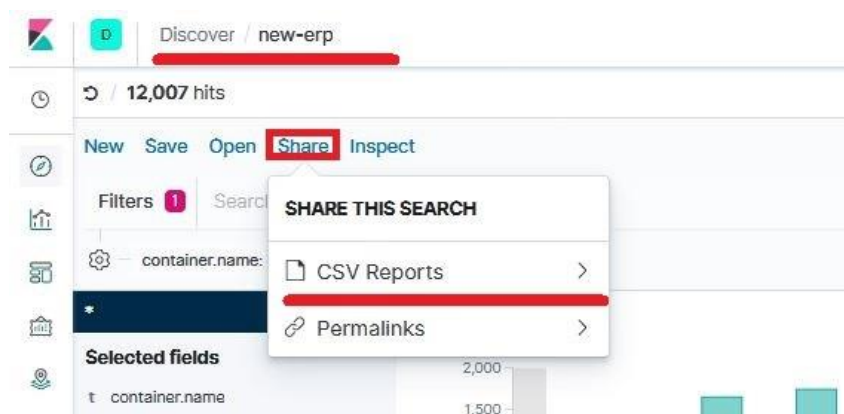 D Discover / new-erp
/ 12,007 hits
New Save Open Share Inspect
Filters 1 Searc
SHARE THIS SEARCH
container.name:
CSV Reports
*
Permalinks
Selected fields
2,000
t container.name
1,500